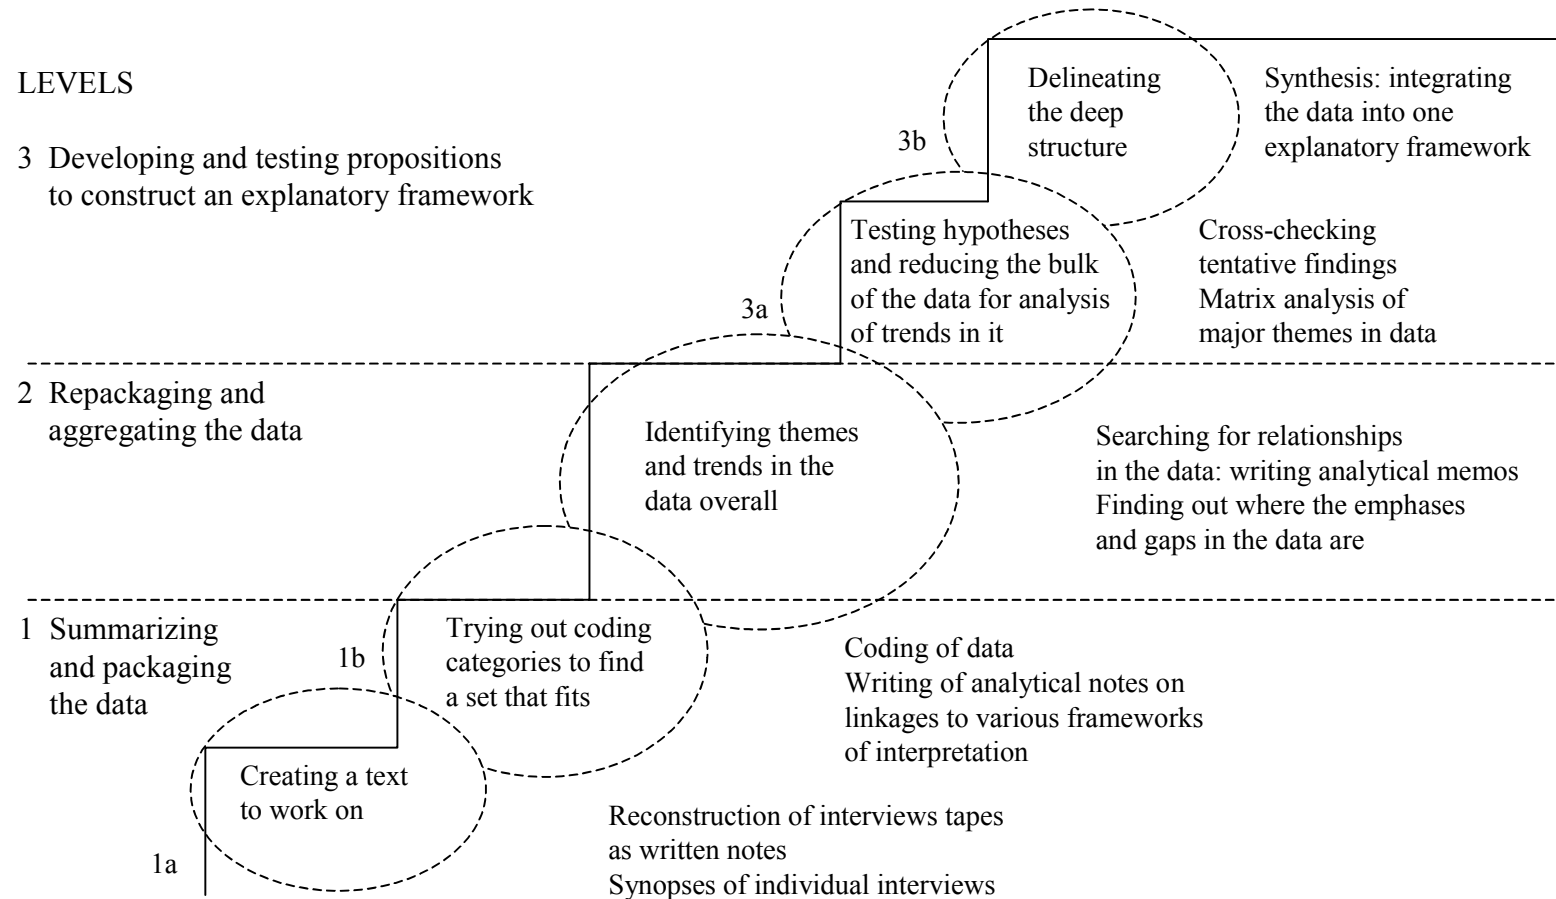 LEVELS
3 Developing and testing propositions
to construct an explanatory framework
3b
Delineating
the deep
structure
Synthesis: integrating
the data into one
explanatory framework
3a
Testing hypotheses
and reducing the bulk
of the data for analysis
of trends in it
Cross-checking
tentative findings
Matrix analysis of
major themes in data
2 Repackaging and
aggregating the data
Identifying themes
and trends in the
data overall
Searching for relationships
in the data: writing analytical memos
Finding out where the emphases
and gaps in the data are
1 Summarizing
and packaging
the data
1b
Trying out coding
categories to find
a set that fits
Coding of data
Writing of analytical notes on
linkages to various frameworks
of interpretation
1a
Creating a text
to work on
Reconstruction of interviews tapes
as written notes
Synopses of individual interviews